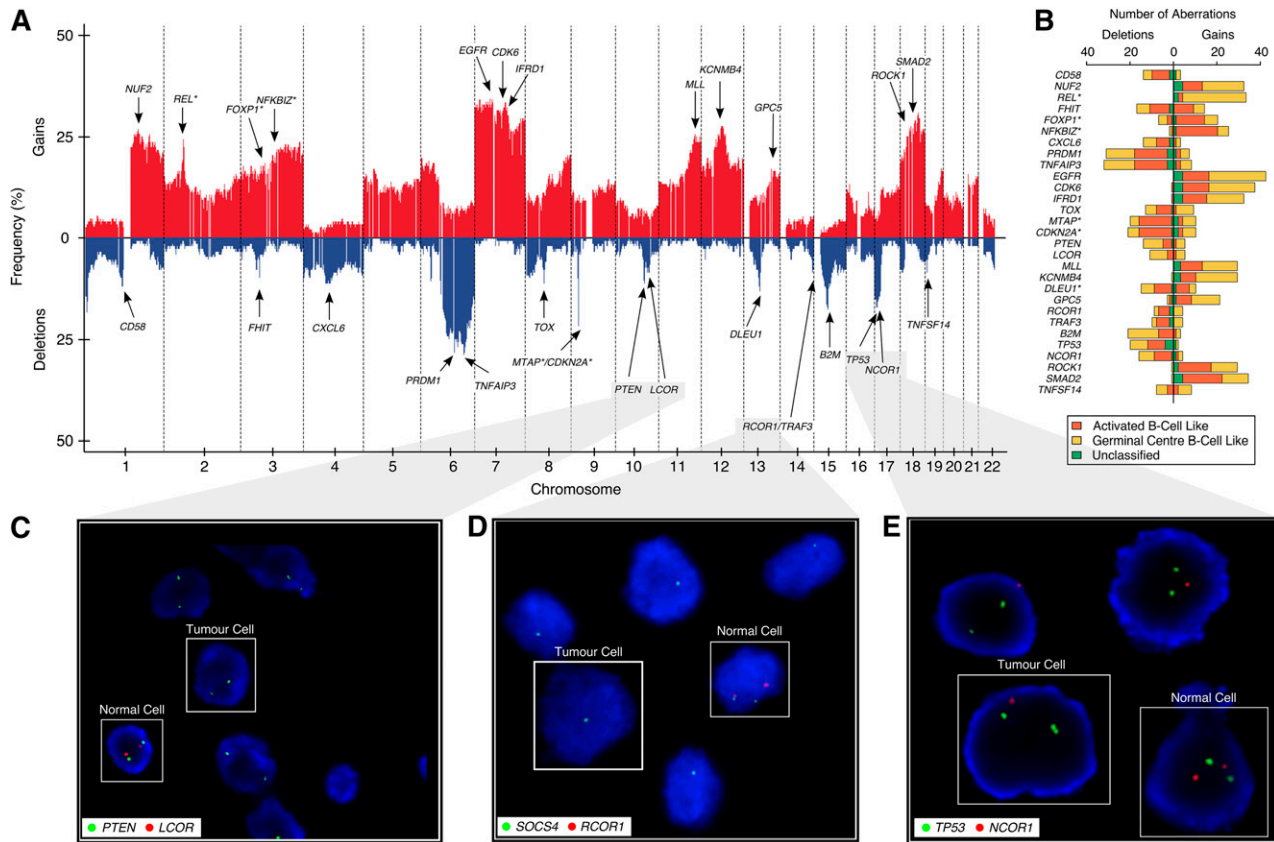 A
50
25
0
25
50
Gains
Frequency (%)
Deletions
NUF2
REL*
FOXP1*
NFKBIZ*
EGFR
CDK6
IFRD1
MLL
KCNMB4
GPC5
ROCK1
SMAD2
CD58
FHIT
CXCL6
PRDM1
TNFAIP3
TOX
MTAP*/CDKN2A*
PTEN
LCOR
DLEU1
RCOR1/TRAF3
B2M
TP53
NCOR1
TNFSF14
1 2 3 4 5 6 7 8 9 10 11 12 13 14 15 16 17 18 19 20 21 22
Chromosome
B
Number of Aberrations
Deletions Gains
40 20 0 20 40
CD58
NUF2
REL*
FHIT
FOXP1*
NFKBIZ*
CXCL6
PRDM1
TNFAIP3
EGFR
CDK6
IFRD1
TOX
MTAP*
CDKN2A*
PTEN
LCOR
MLL
KCNMB4
DLEU1*
GPC5
RCOR1
TRAF3
B2M
TP53
NCOR1
ROCK1
SMAD2
TNFSF14
Activated B-Cell Like
Germinal Centre B-Cell Like
Unclassified
C
Tumour Cell
Normal Cell
PTEN LCOR
D
Normal Cell
Tumour Cell
SOCS4 RCOR1
E
Tumour Cell
Normal Cell
TP53 NCOR1